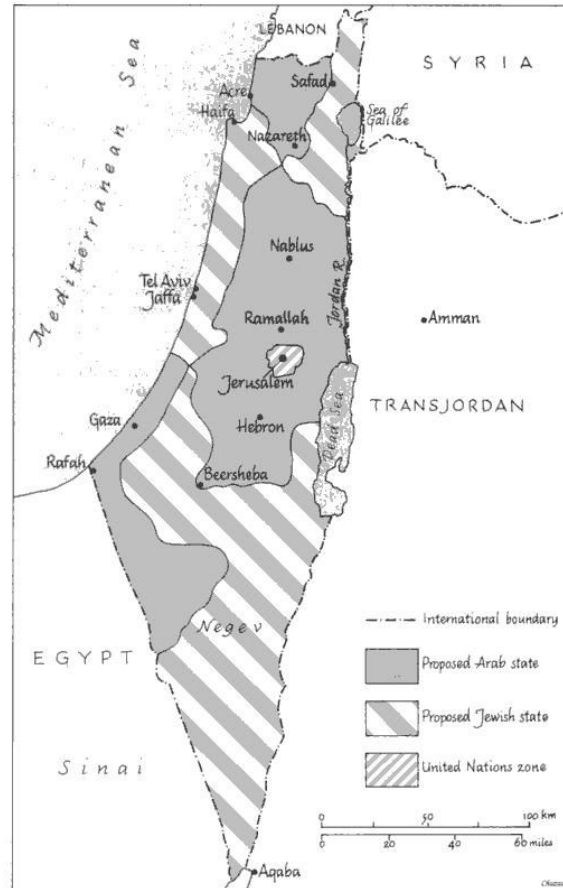 LEBANON
SYRIA
Acre
Safad
Haifa
Sea of
Galilee
Nazareth
Mediterranean Sea
Nablus
Tel Aviv
Jaffa
Jordan R.
Ramallah
Amman
Jerusalem
TRANSJORDAN
Dead Sea
Gaza
Hebron
Rafah
Beersheba
Negev
International boundary
EGYPT
Proposed Arab state
Proposed Jewish state
Sinai
United Nations zone
0 50 100 km
0 20 40 60 miles
Aqaba